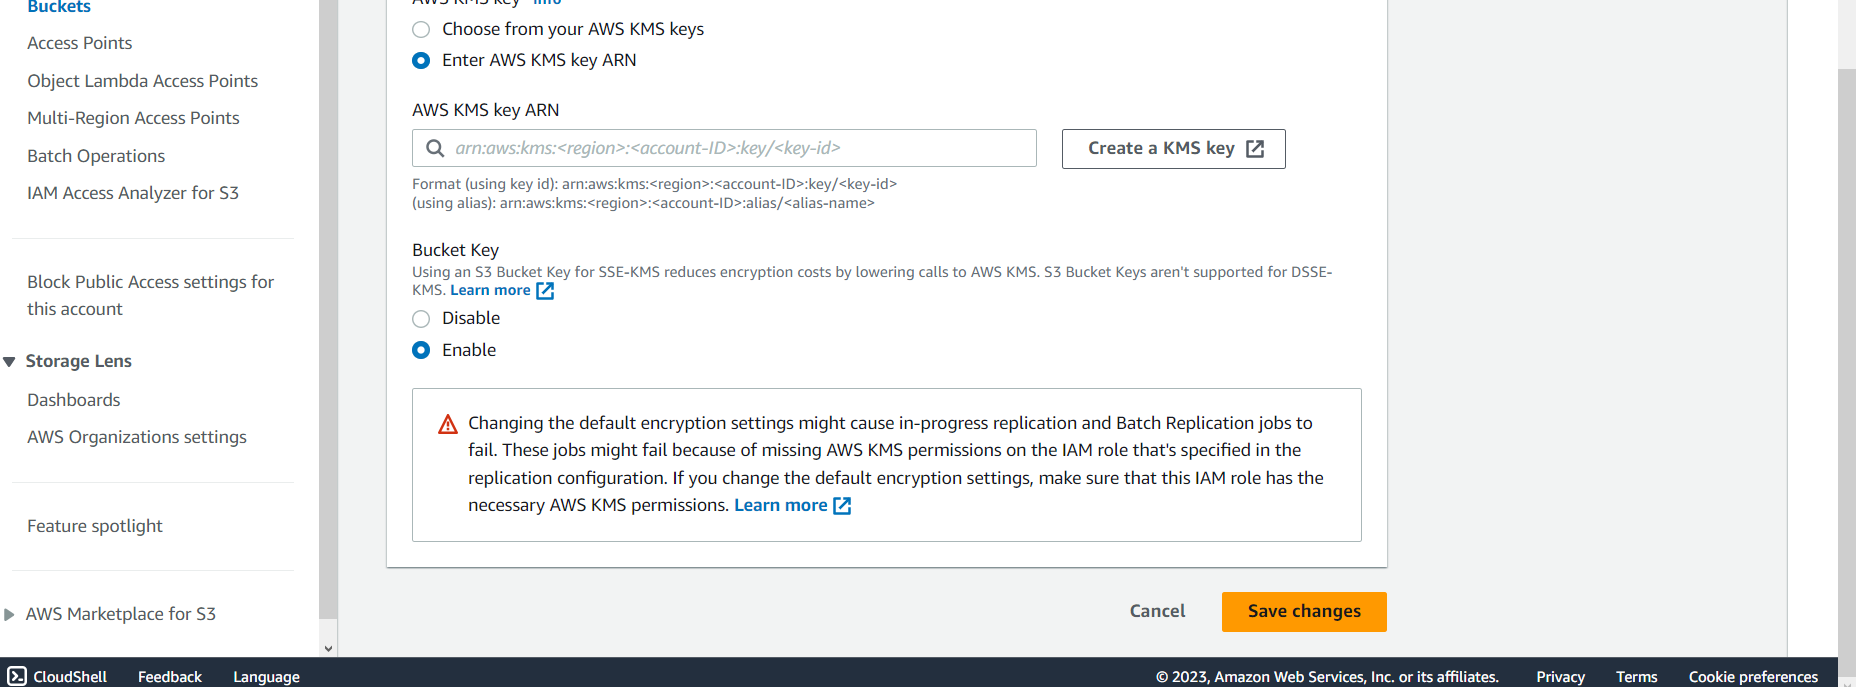 Buckets
Access Points
Object Lambda Access Points
Multi-Region Access Points
Batch Operations
IAM Access Analyzer for S3
Block Public Access settings for
this account
Storage Lens
Dashboards
AWS Organizations settings
Feature spotlight
AWS Marketplace for S3
AWS KMS key Info
Choose from your AWS KMS keys
Enter AWS KMS key ARN
AWS KMS key ARN
arn:aws:kms:<region>:<account-ID>:key/<key-id>
Create a KMS key
Format (using key id): arn:aws:kms:<region>:<account-ID>:key/<key-id>
(using alias): arn:aws:kms:<region>:<account-ID>:alias/<alias-name>
Bucket Key
Using an S3 Bucket Key for SSE-KMS reduces encryption costs by lowering calls to AWS KMS. S3 Bucket Keys aren't supported for DSSE-
KMS. Learn more
Disable
Enable
Changing the default encryption settings might cause in-progress replication and Batch Replication jobs to
fail. These jobs might fail because of missing AWS KMS permissions on the IAM role that's specified in the
replication configuration. If you change the default encryption settings, make sure that this IAM role has the
necessary AWS KMS permissions. Learn more
Cancel
Save changes
CloudShell Feedback Language © 2023, Amazon Web Services, Inc. or its affiliates. Privacy Terms Cookie preferences